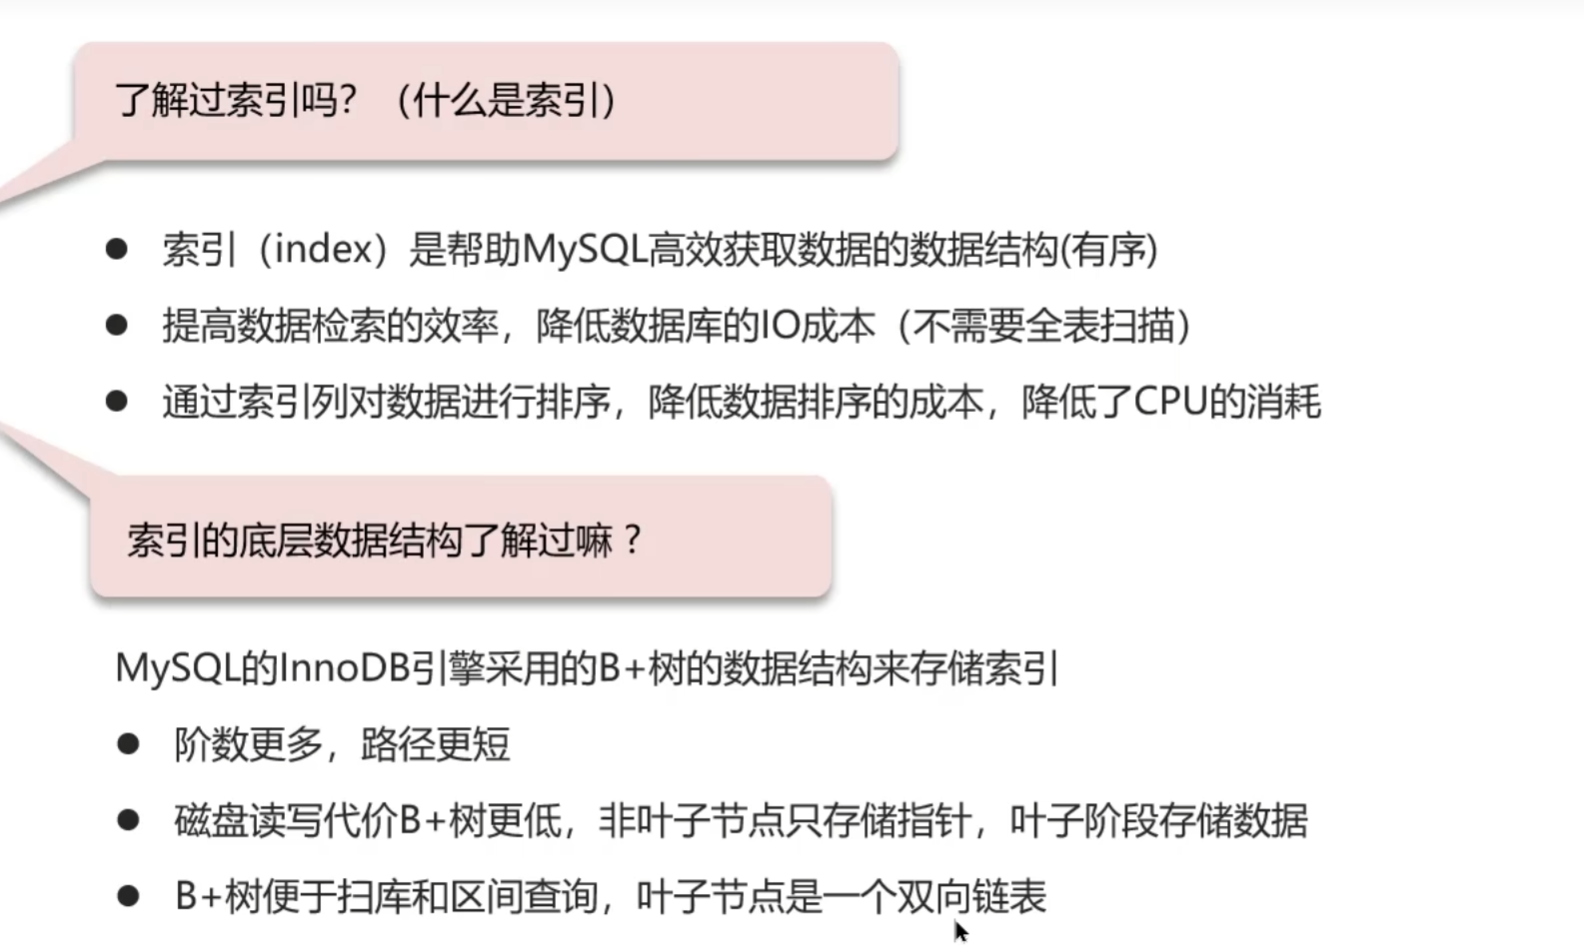 了解过索引吗？（什么是索引）
● 索引（index）是帮助MySQL高效获取数据的数据结构(有序)
● 提高数据检索的效率，降低数据库的IO成本（不需要全表扫描）
● 通过索引列对数据进行排序，降低数据排序的成本，降低了CPU的消耗
索引的底层数据结构了解过嘛？
MySQL的InnoDB引擎采用的B+树的数据结构来存储索引
● 阶数更多，路径更短
● 磁盘读写代价B+树更低，非叶子节点只存储指针，叶子阶段存储数据
● B+树便于扫库和区间查询，叶子节点是一个双向链表